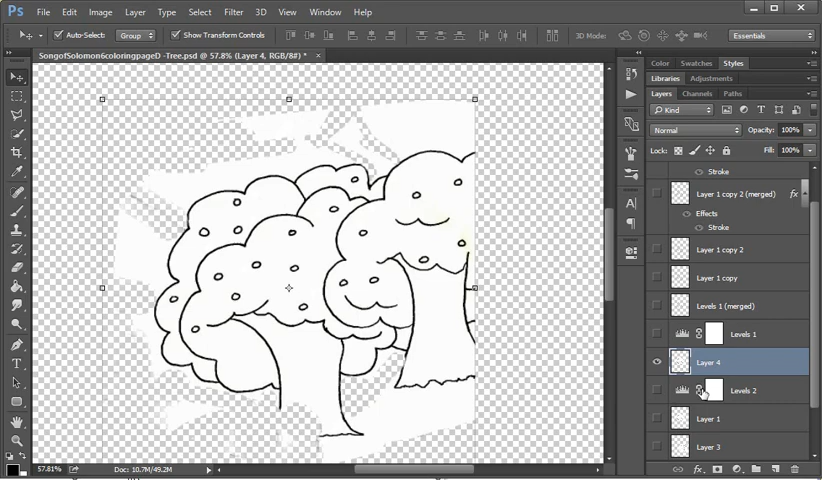 Ps File Edit Image Layer Type Select Filter 3D View Window Help
Auto-Select: Group Show Transform Controls 3D Mode: Essentials
SongofSolomon6coloringpageD -Tree.psd @ 57.8% (Layer 4, RGB/8#) * ×
Color Swatches Styles
Libraries Adjustments
Layers Channels Paths
Kind
Normal Opacity: 100%
Lock: Fill: 100%
Stroke
Layer 1 copy 2 (merged) fx
Effects
Stroke
Layer 1 copy 2
Layer 1 copy
Levels 1 (merged)
Levels 1
Layer 4
Levels 2
Layer 1
Layer 3
57.81% Doc: 10.7M/49.2M fx